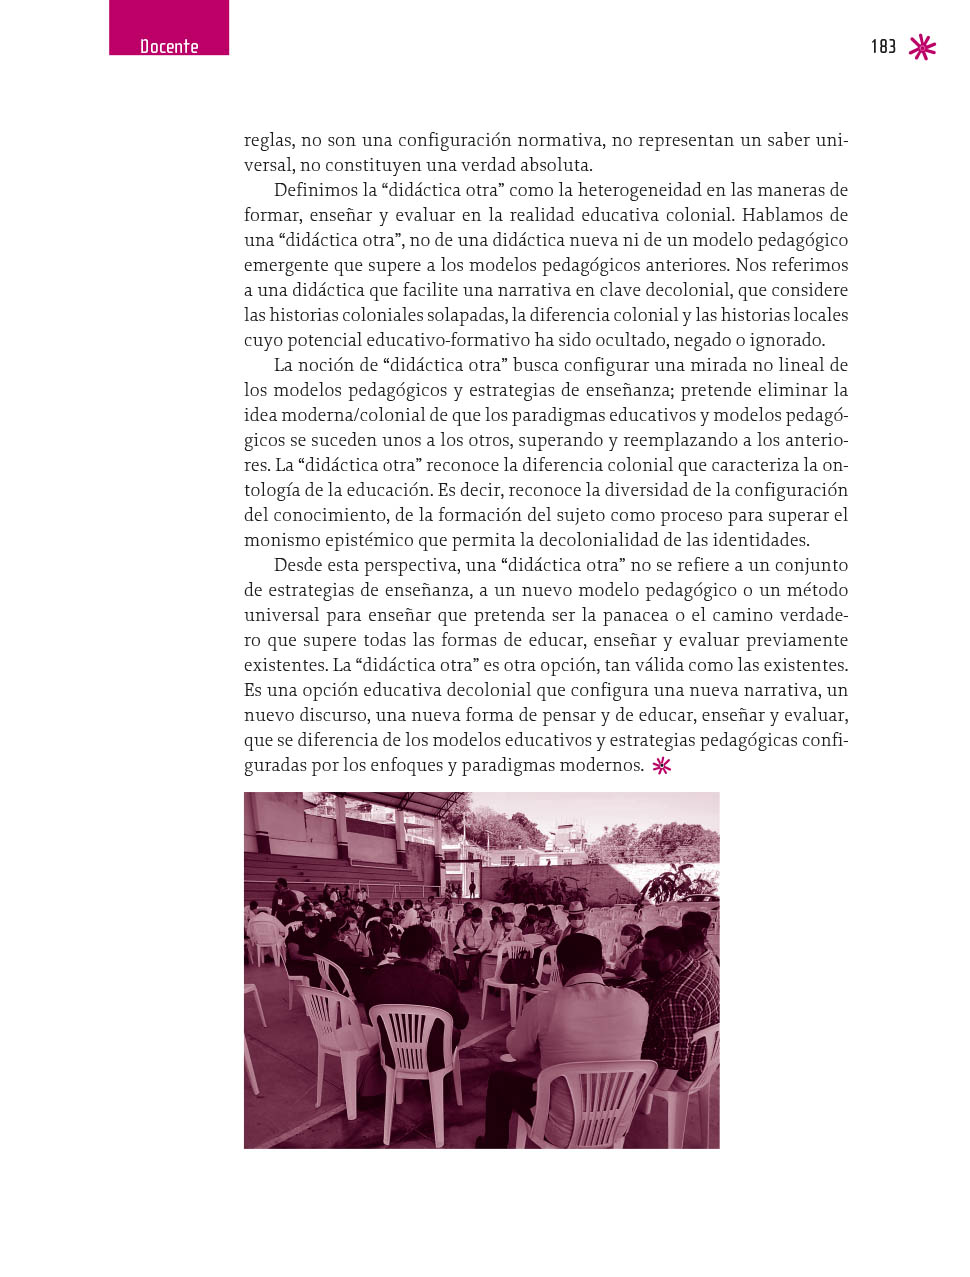 Docente
183
reglas, no son una configuración normativa, no representan un saber uni-
versal, no constituyen una verdad absoluta.
Definimos la “didáctica otra” como la heterogeneidad en las maneras de
formar, enseñar y evaluar en la realidad educativa colonial. Hablamos de
una “didáctica otra”, no de una didáctica nueva ni de un modelo pedagógico
emergente que supere a los modelos pedagógicos anteriores. Nos referimos
a una didáctica que facilite una narrativa en clave decolonial, que considere
las historias coloniales solapadas, la diferencia colonial y las historias locales
cuyo potencial educativo-formativo ha sido ocultado, negado o ignorado.
La noción de “didáctica otra” busca configurar una mirada no lineal de
los modelos pedagógicos y estrategias de enseñanza; pretende eliminar la
idea moderna/colonial de que los paradigmas educativos y modelos pedagó-
gicos se suceden unos a los otros, superando y reemplazando a los anterio-
res. La “didáctica otra” reconoce la diferencia colonial que caracteriza la on-
tología de la educación. Es decir, reconoce la diversidad de la configuración
del conocimiento, de la formación del sujeto como proceso para superar el
monismo epistémico que permita la decolonialidad de las identidades.
Desde esta perspectiva, una “didáctica otra” no se refiere a un conjunto
de estrategias de enseñanza, a un nuevo modelo pedagógico o un método
universal para enseñar que pretenda ser la panacea o el camino verdade-
ro que supere todas las formas de educar, enseñar y evaluar previamente
existentes. La “didáctica otra” es otra opción, tan válida como las existentes.
Es una opción educativa decolonial que configura una nueva narrativa, un
nuevo discurso, una nueva forma de pensar y de educar, enseñar y evaluar,
que se diferencia de los modelos educativos y estrategias pedagógicas confi-
guradas por los enfoques y paradigmas modernos.